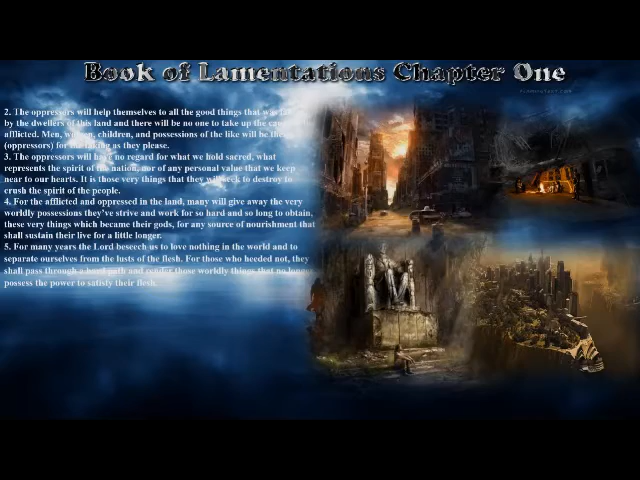 Book of Lamentations Chapter One
2. The oppressors will help themselves to all the good things that was
by the dwellers of this land and there will be no one to take up the
afflicted. Men, women, children, and possessions of the like will be
(oppressors) for the taking as they please.
3. The oppressors will have no regard for what we hold sacred, what
represents the spirit of the nation, nor of any personal value that we keep
near to our hearts. It is those very things that they will seek to destroy to
crush the spirit of the people.
4. For the afflicted and oppressed in the land, many will give away the very
worldly possessions they've strive and work for so hard and so long to obtain,
these very things which became their gods, for any source of nourishment that
shall sustain their live for a little longer.
5. For many years the Lord beseech us to love nothing in the world and to
separate ourselves from the lusts of the flesh. For those who heeded not, they
shall pass through a hard path and render those worldly things that no longer
possess the power to satisfy their flesh.